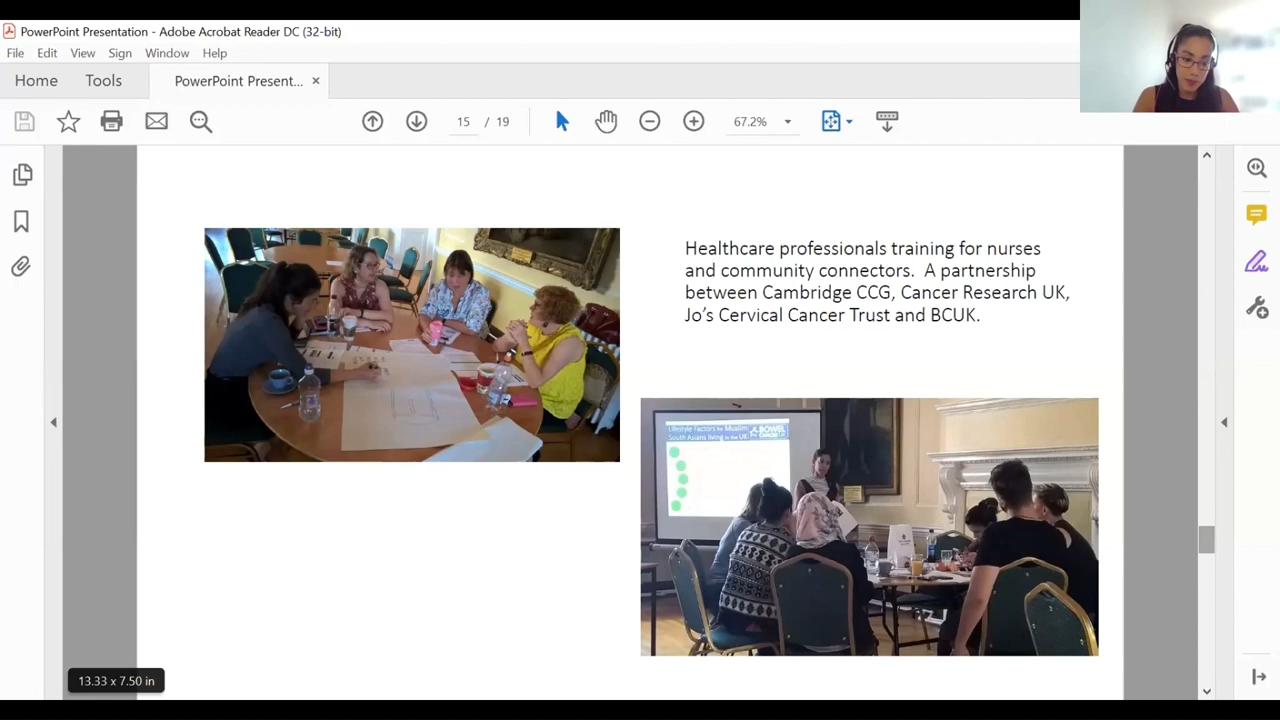 PowerPoint Presentation - Adobe Acrobat Reader DC (32-bit)
File Edit View Sign Window Help
Home Tools PowerPoint Present... ×
15 / 19 67.2%
Healthcare professionals training for nurses
and community connectors. A partnership
between Cambridge CCG, Cancer Research UK,
Jo’s Cervical Cancer Trust and BCUK.
Lifestyle Factors for Muslim
South Asians living in the UK
BOWEL
CANCER UK
13.33 x 7.50 in